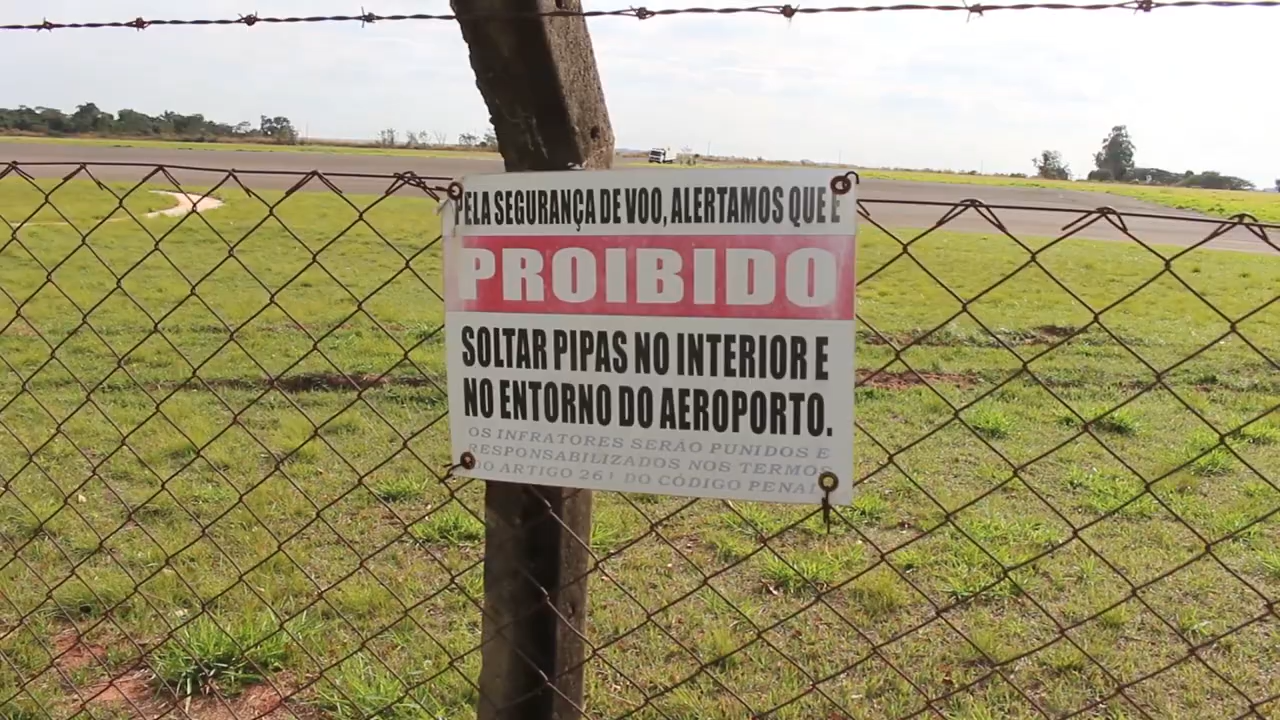 PELA SEGURANÇA DE VOO, ALERTAMOS QUE É
PROIBIDO
SOLTAR PIPAS NO INTERIOR E
NO ENTORNO DO AEROPORTO.
OS INFRATORES SERÃO PUNIDOS E
RESPONSABILIZADOS NOS TERMOS
DO ARTIGO 261 DO CÓDIGO PENAL